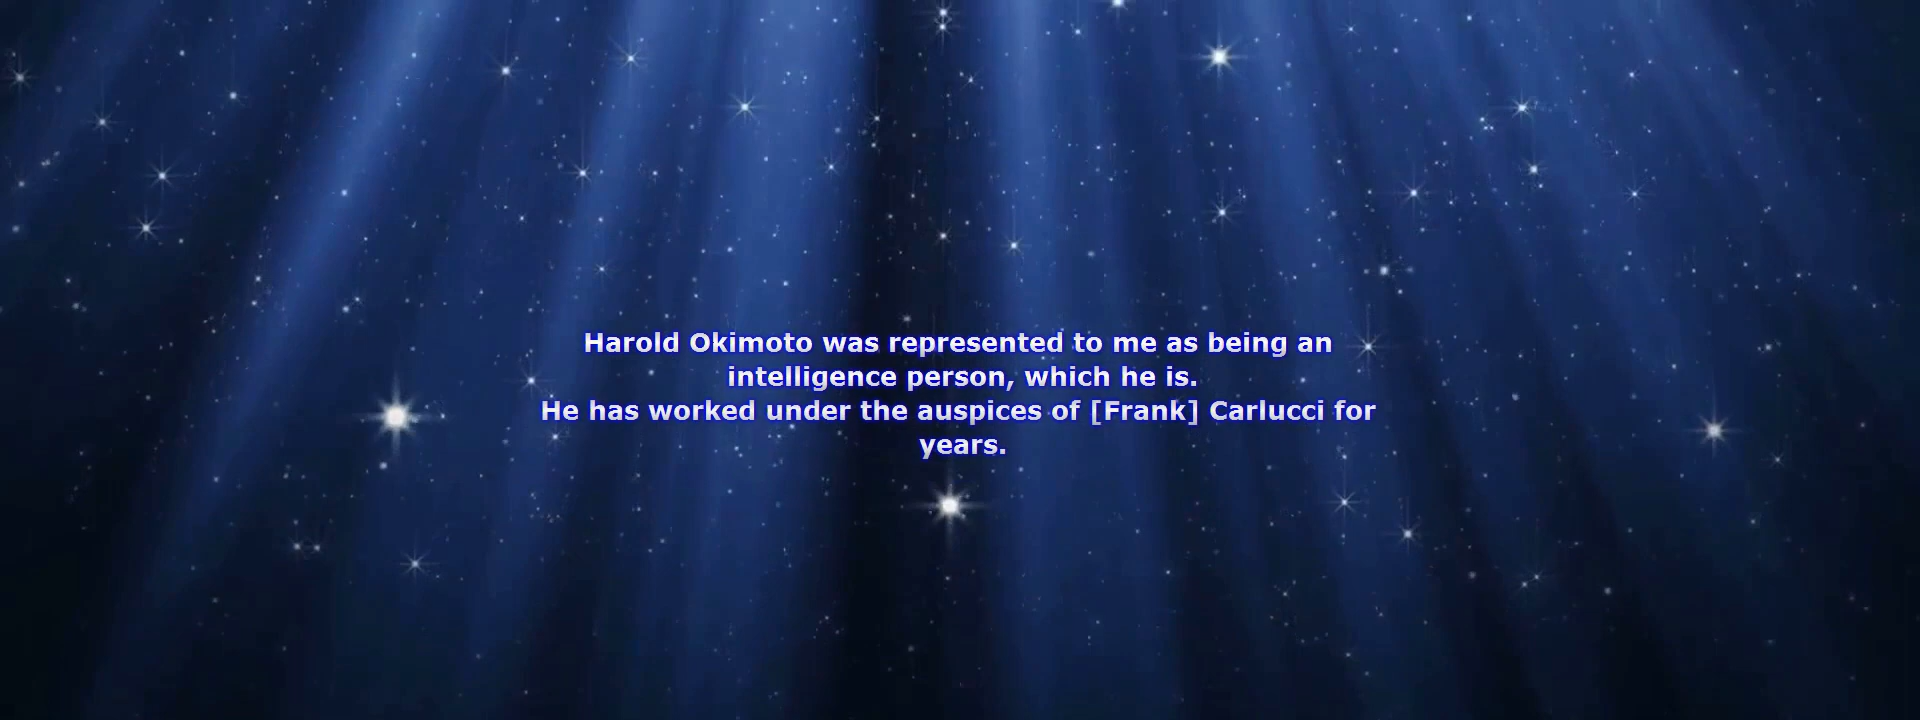 Harold Okimoto was represented to me as being an
intelligence person, which he is.
He has worked under the auspices of [Frank] Carlucci for
years.